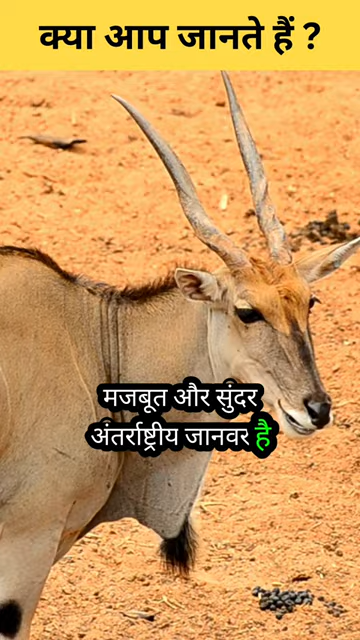 क्या आप जानते हैं ?
मजबूत और सुंदर
अंतर्राष्ट्रीय जानवर है